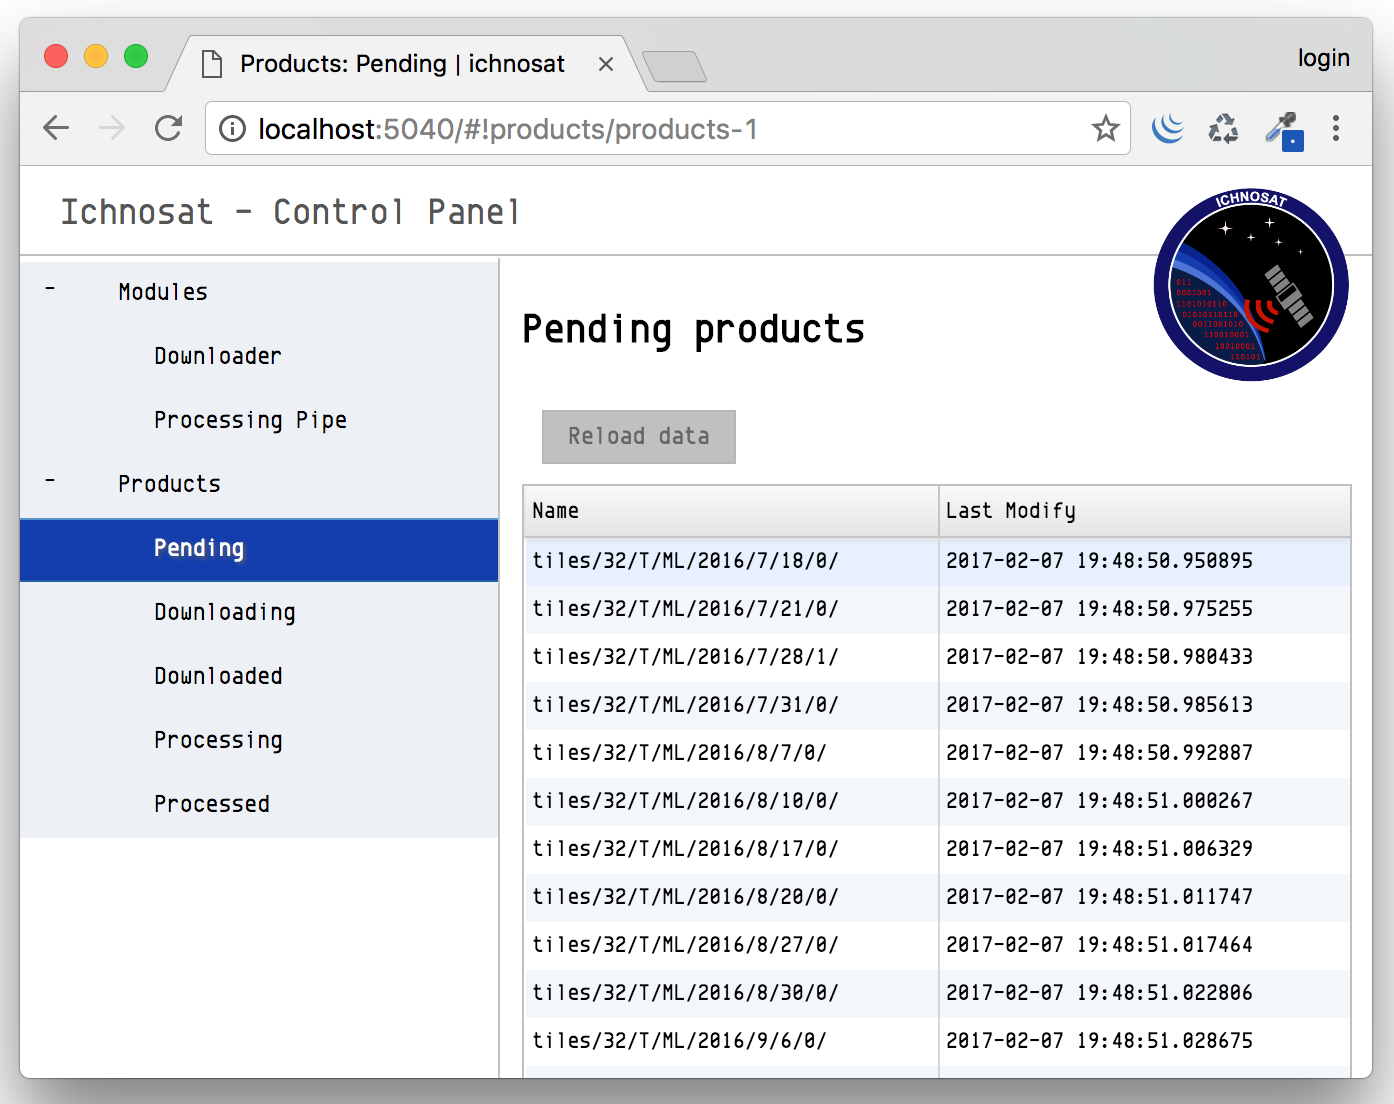 Products: Pending | ichnosat
login
localhost:5040/#!products/products-1
Ichnosat - Control Panel
ICHNOSAT
011
0001001
1101010110
01010110110
0011001010
110010001
10010001
110101
- Modules
Downloader
Processing Pipe
- Products
Pending
Downloading
Downloaded
Processing
Processed
Pending products
Reload data
Name Last Modify
tiles/32/T/ML/2016/7/18/0/ 2017-02-07 19:48:50.950895
tiles/32/T/ML/2016/7/21/0/ 2017-02-07 19:48:50.975255
tiles/32/T/ML/2016/7/28/1/ 2017-02-07 19:48:50.980433
tiles/32/T/ML/2016/7/31/0/ 2017-02-07 19:48:50.985613
tiles/32/T/ML/2016/8/7/0/ 2017-02-07 19:48:50.992887
tiles/32/T/ML/2016/8/10/0/ 2017-02-07 19:48:51.000267
tiles/32/T/ML/2016/8/17/0/ 2017-02-07 19:48:51.006329
tiles/32/T/ML/2016/8/20/0/ 2017-02-07 19:48:51.011747
tiles/32/T/ML/2016/8/27/0/ 2017-02-07 19:48:51.017464
tiles/32/T/ML/2016/8/30/0/ 2017-02-07 19:48:51.022806
tiles/32/T/ML/2016/9/6/0/ 2017-02-07 19:48:51.028675